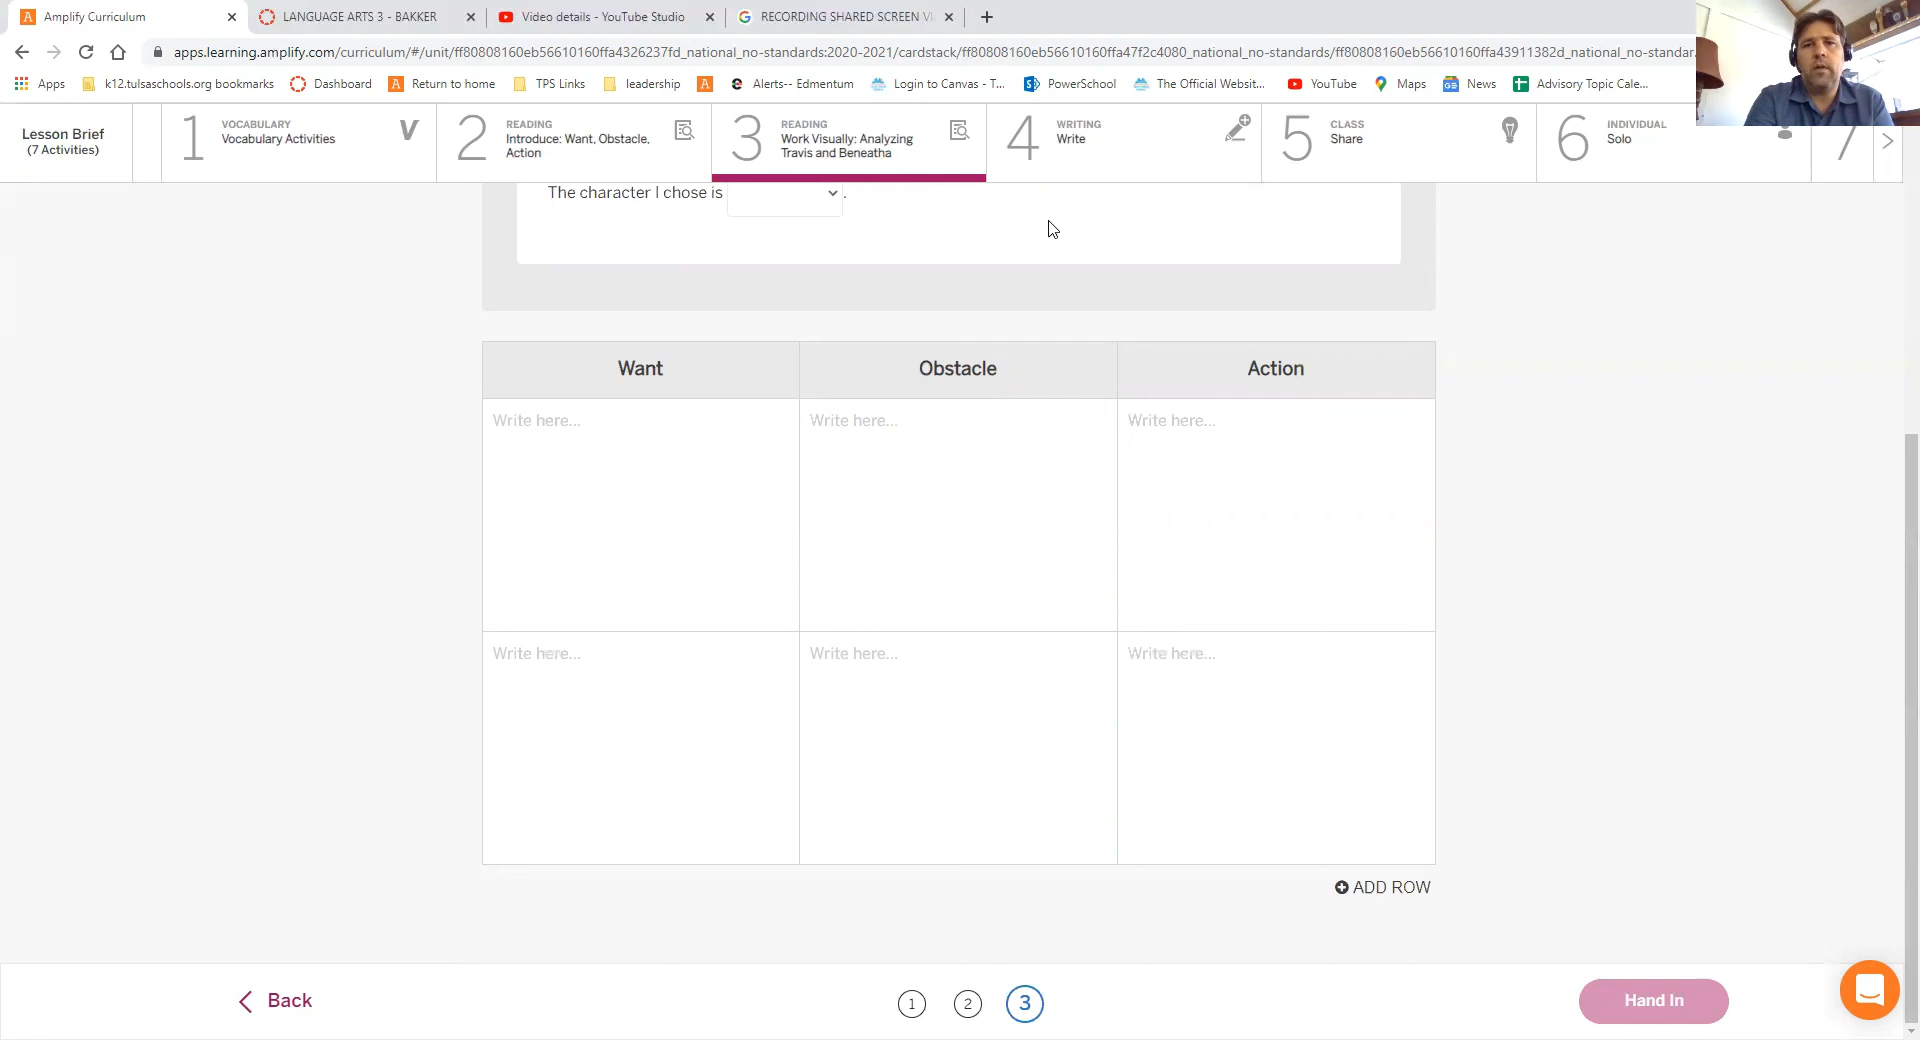 Amplify Curriculum
LANGUAGE ARTS 3 - BAKKER
Video details - YouTube Studio
RECORDING SHARED SCREEN VI
apps.learning.amplify.com/curriculum/#/unit/ff80808160eb56610160ffa4326237fd_national_no-standards:2020-2021/cardstack/ff80808160eb56610160ffa47f2c4080_national_no-standards/ff80808160eb56610160ffa43911382d_national_no-standar...
Apps
k12.tulsaschools.org bookmarks
Dashboard
Return to home
TPS Links
leadership
Alerts-- Edmentum
Login to Canvas - T...
PowerSchool
The Official Websit...
YouTube
Maps
News
Advisory Topic Cale...
Lesson Brief
(7 Activities)
1
VOCABULARY
Vocabulary Activities
2
READING
Introduce: Want, Obstacle,
Action
3
READING
Work Visually: Analyzing
Travis and Beneatha
4
WRITING
Write
5
CLASS
Share
6
INDIVIDUAL
Solo
7
The character I chose is .
Want
Obstacle
Action
Write here...
Write here...
Write here...
Write here...
Write here...
Write here...
ADD ROW
Back
1
2
3
Hand In